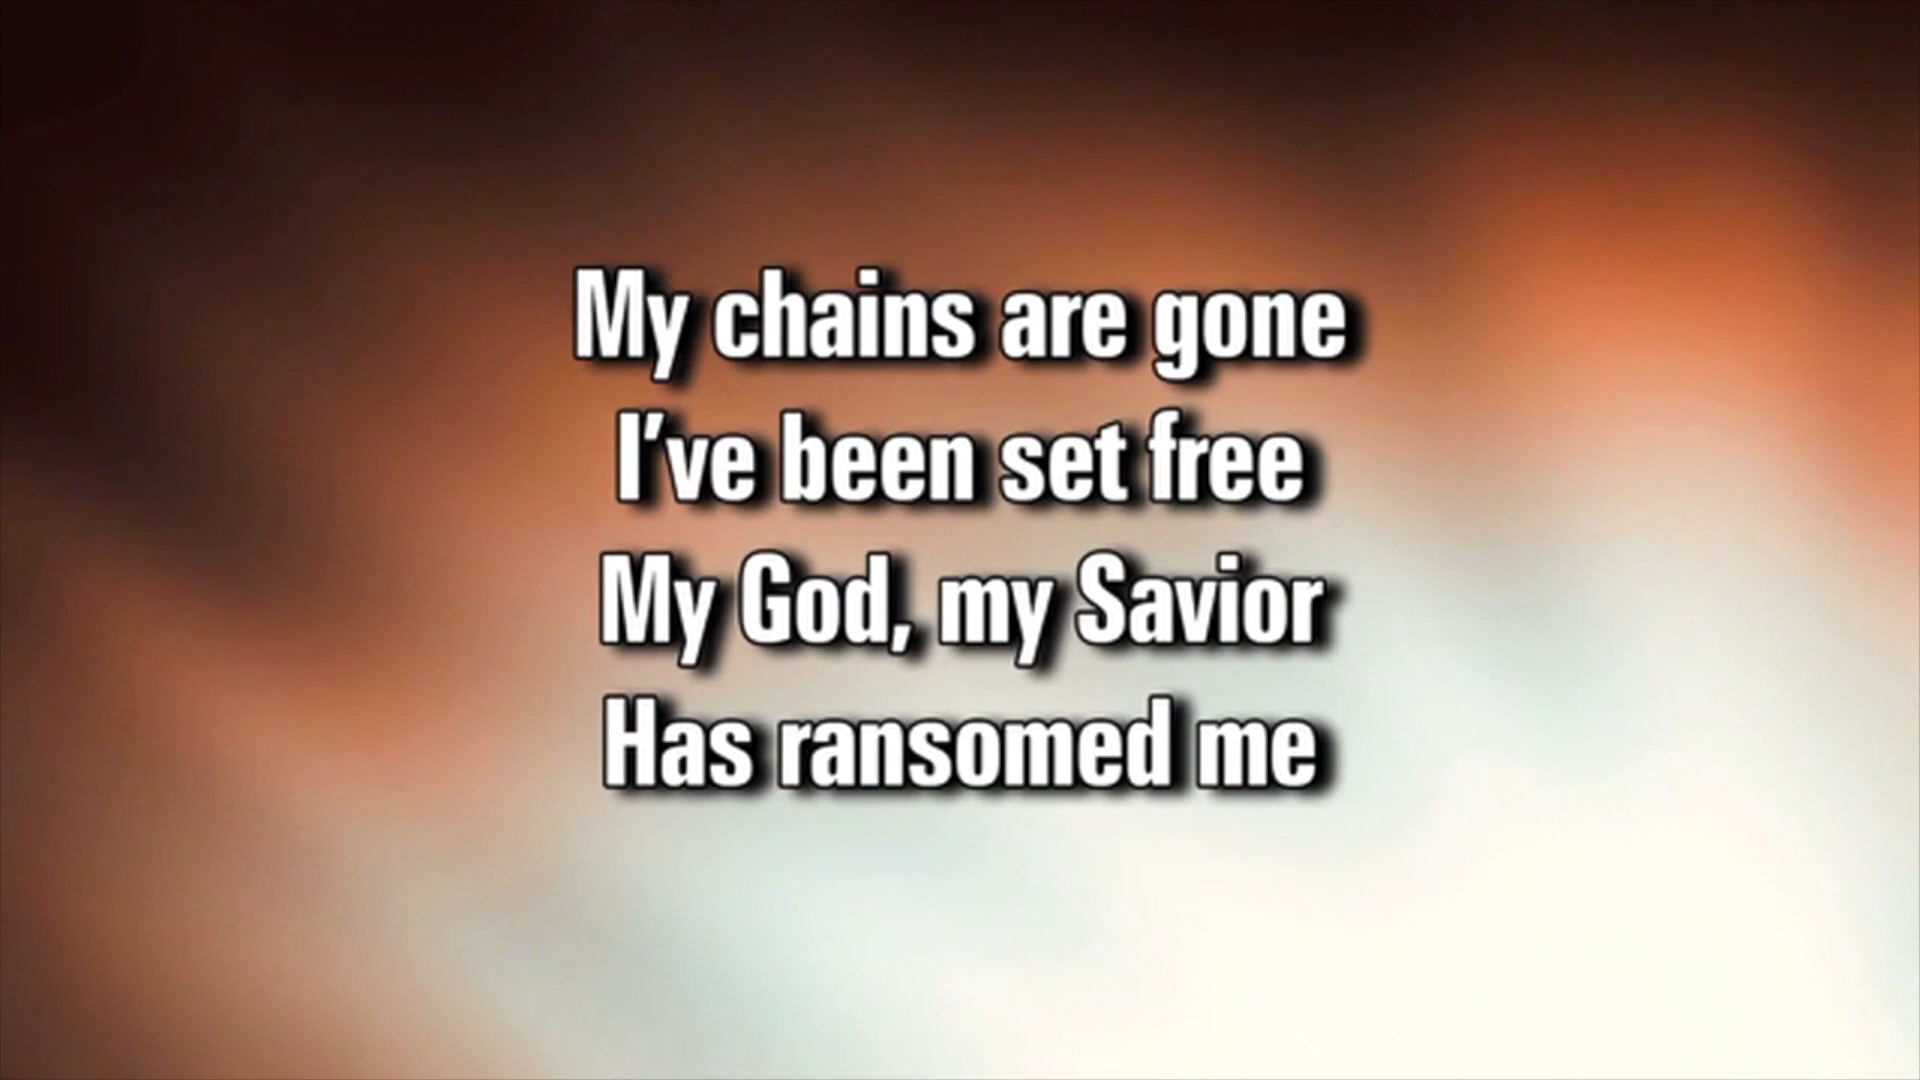 My chains are gone
I've been set free
My God, my Savior
Has ransomed me